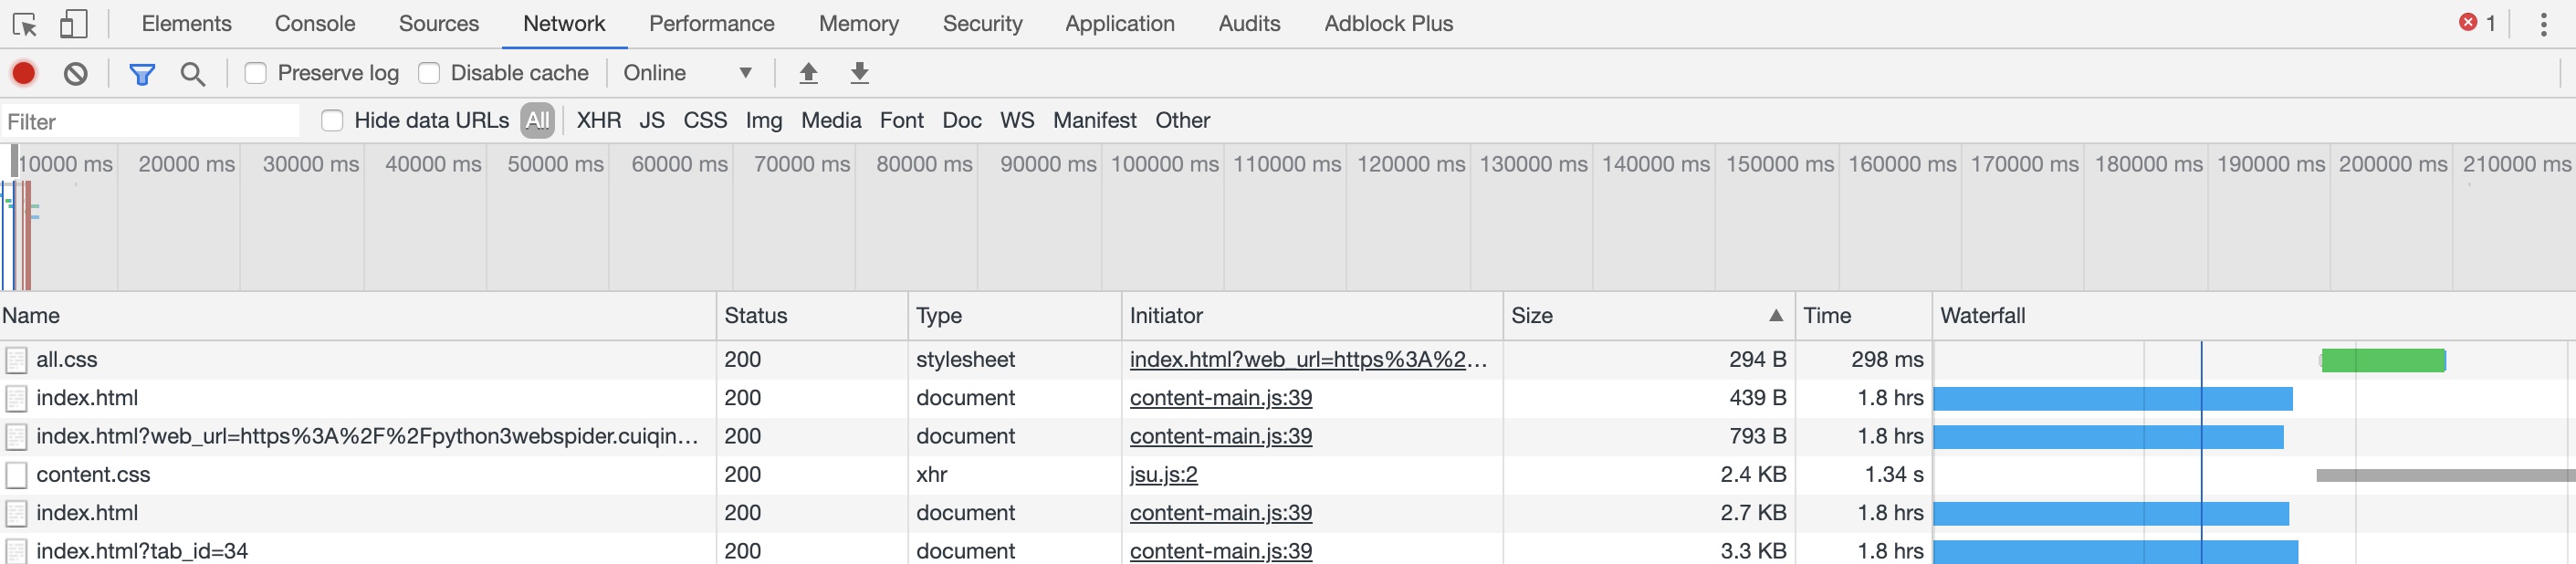 Elements Console Sources Network Performance Memory Security Application Audits Adblock Plus 1
Preserve log Disable cache Online
Filter Hide data URLs All XHR JS CSS Img Media Font Doc WS Manifest Other
10000 ms 20000 ms 30000 ms 40000 ms 50000 ms 60000 ms 70000 ms 80000 ms 90000 ms 100000 ms 110000 ms 120000 ms 130000 ms 140000 ms 150000 ms 160000 ms 170000 ms 180000 ms 190000 ms 200000 ms 210000 ms
Name Status Type Initiator Size Time Waterfall
all.css 200 stylesheet index.html?web_url=https%3A%2... 294 B 298 ms
index.html 200 document content-main.js:39 439 B 1.8 hrs
index.html?web_url=https%3A%2F%2Fpython3webspider.cuiqin... 200 document content-main.js:39 793 B 1.8 hrs
content.css 200 xhr jsu.js:2 2.4 KB 1.34 s
index.html 200 document content-main.js:39 2.7 KB 1.8 hrs
index.html?tab_id=34 200 document content-main.js:39 3.3 KB 1.8 hrs